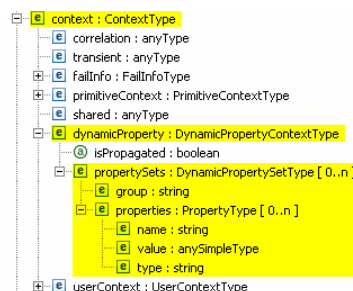 context : ContextType
correlation : anyType
transient : anyType
failInfo : FailInfoType
primitiveContext : PrimitiveContextType
shared : anyType
dynamicProperty : DynamicPropertyContextType
isPropagated : boolean
propertySets : DynamicPropertySetType [ 0..n ]
group : string
properties : PropertyType [ 0..n ]
name : string
value : anySimpleType
type : string
userContext : UserContextType